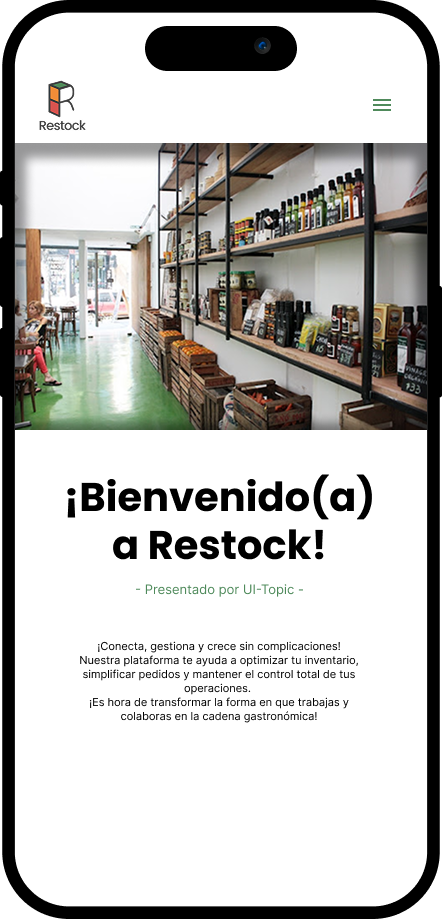 Restock
¡Bienvenido(a)
a Restock!
- Presentado por UI-Topic -
¡Conecta, gestiona y crece sin complicaciones!
Nuestra plataforma te ayuda a optimizar tu inventario,
simplificar pedidos y mantener el control total de tus
operaciones.
¡Es hora de transformar la forma en que trabajas y
colaboras en la cadena gastronómica!